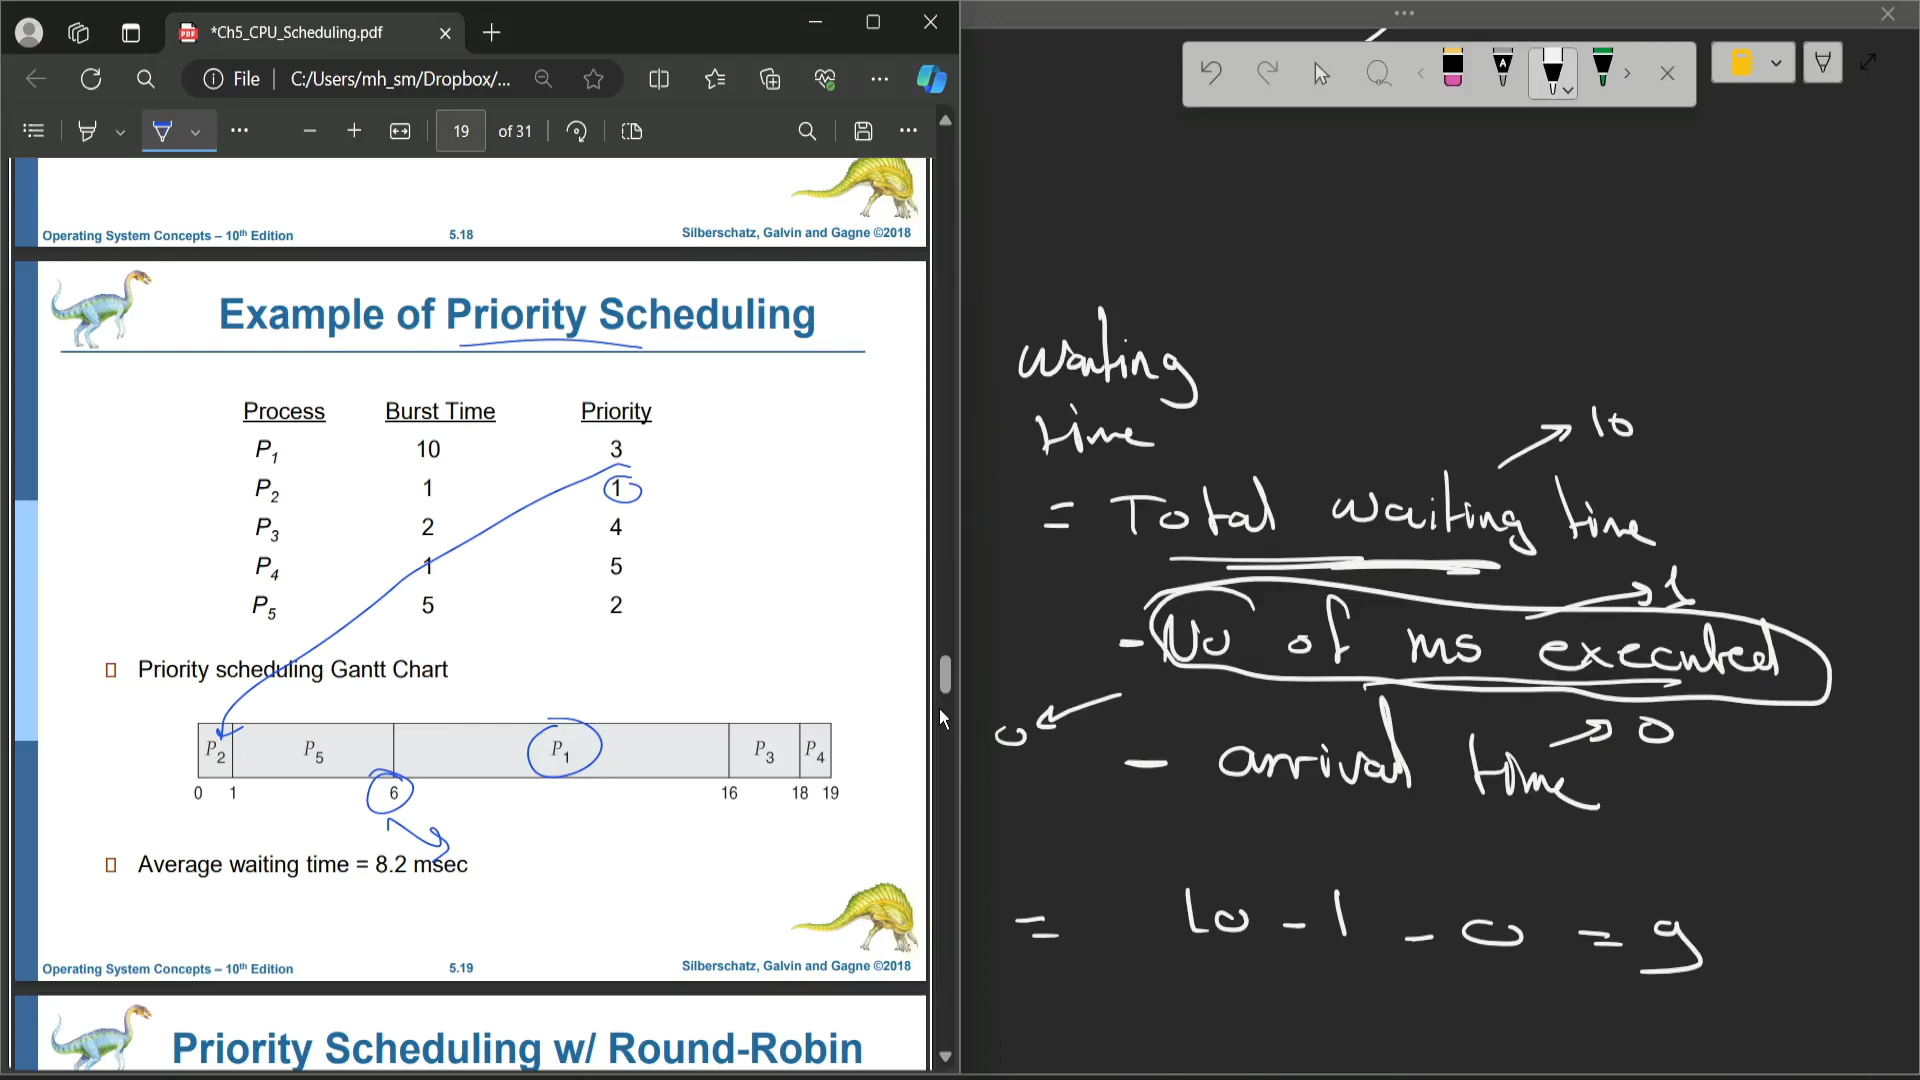 *Ch5_CPU_Scheduling.pdf
File
C:/Users/mh_sm/Dropbox/...
19 of 31
Operating System Concepts – 10th Edition 5.18 Silberschatz, Galvin and Gagne ©2018
Example of Priority Scheduling
Process Burst Time Priority
P1 10 3
P2 1 1
P3 2 4
P4 1 5
P5 5 2
Priority scheduling Gantt Chart
P2 P5 P1 P3 P4
0 1 6 16 18 19
Average waiting time = 8.2 msec
Operating System Concepts – 10th Edition 5.19 Silberschatz, Galvin and Gagne ©2018
Priority Scheduling w/ Round-Robin
waiting
time
10
= Total waiting time
1
- No of ms executed
0
0
- arrival time
= 10 - 1 - 0 = 9